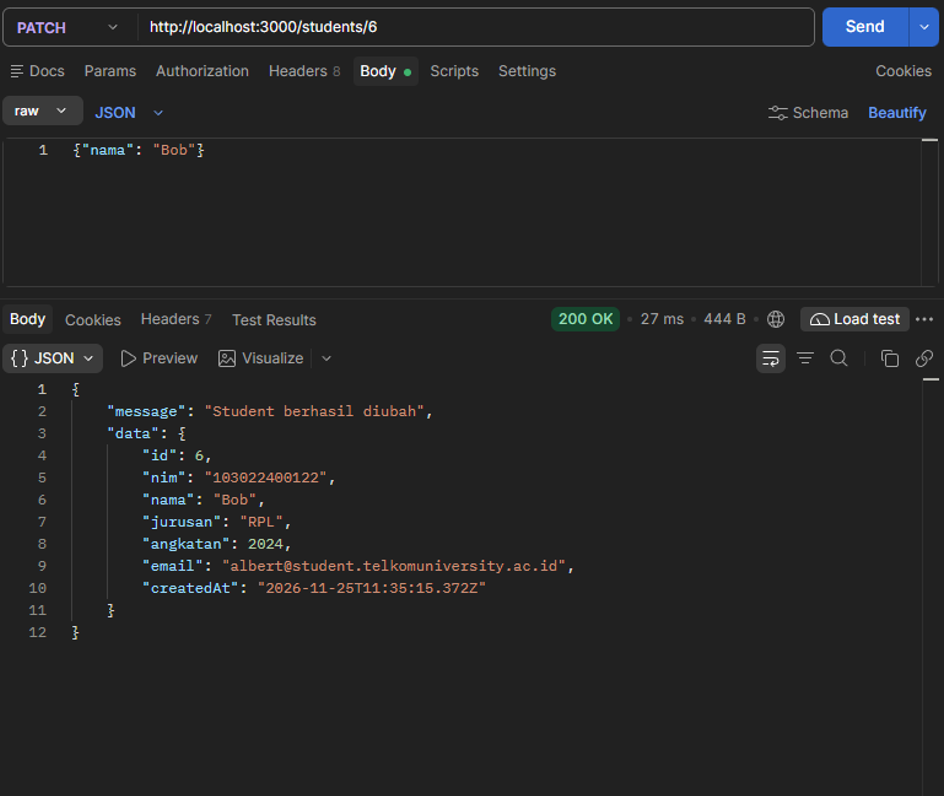 PATCH http://localhost:3000/students/6 Send
Docs Params Authorization Headers 8 Body Scripts Settings Cookies
raw JSON Schema Beautify
1 {"nama": "Bob"}
Body Cookies Headers 7 Test Results 200 OK • 27 ms • 444 B • Load test
{} JSON Preview Visualize
1 {
2 "message": "Student berhasil diubah",
3 "data": {
4 "id": 6,
5 "nim": "103022400122",
6 "nama": "Bob",
7 "jurusan": "RPL",
8 "angkatan": 2024,
9 "email": "albert@student.telkomuniversity.ac.id",
10 "createdAt": "2026-11-25T11:35:15.372Z"
11 }
12 }